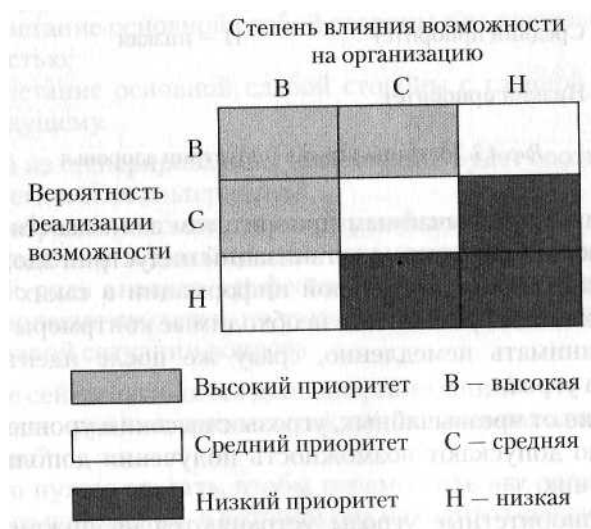 Степень влияния возможности
на организацию
В С Н
В
Вероятность
реализации
возможности
С
Н
Высокий приоритет В — высокая
Средний приоритет С — средняя
Низкий приоритет Н — низкая